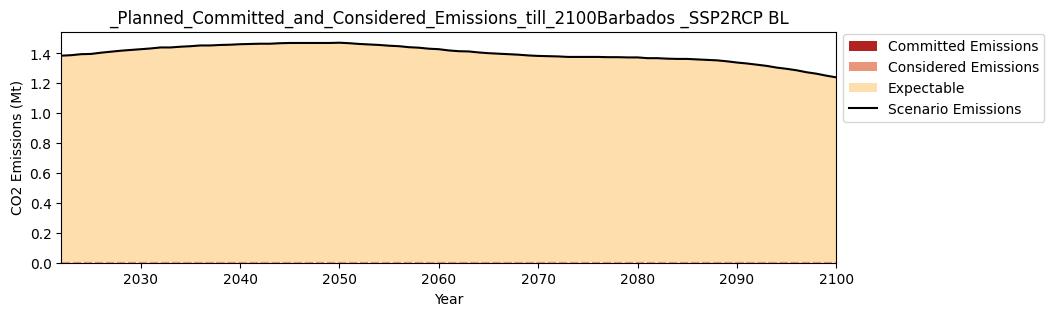 _Planned_Committed_and_Considered_Emissions_till_2100Barbados _SSP2RCP BL
Committed Emissions
Considered Emissions
Expectable
Scenario Emissions
CO2 Emissions (Mt)
1.4
1.2
1.0
0.8
0.6
0.4
0.2
0.0
2030 2040 2050 2060 2070 2080 2090 2100
Year